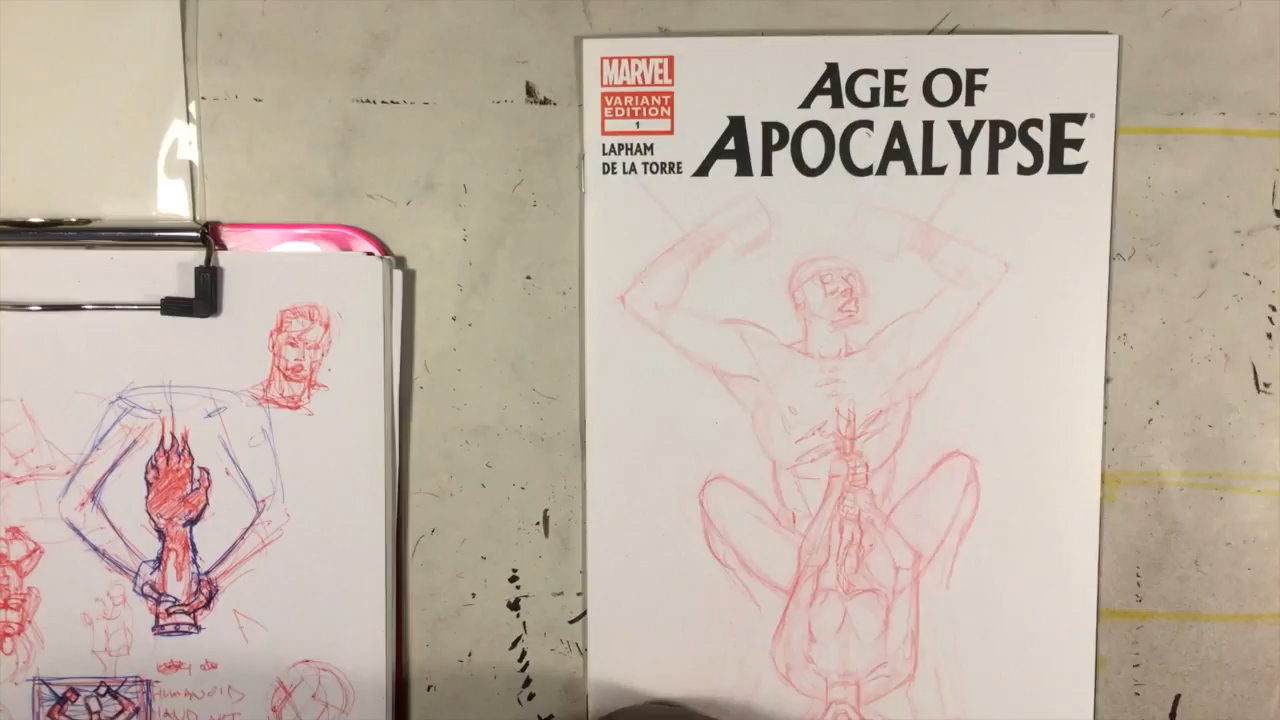 MARVEL
VARIANT
EDITION
1
LAPHAM
DE LA TORRE
AGE OF
APOCALYPSE
HUMANOID